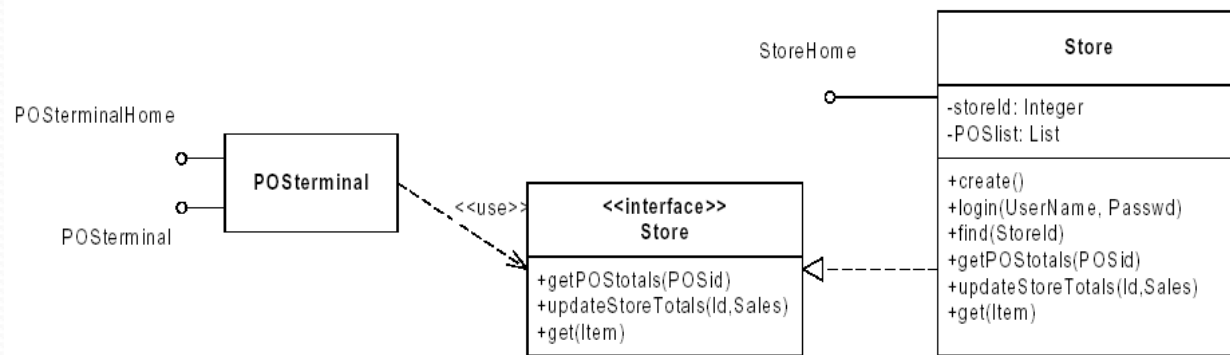 POSterminalHome
POSterminal
POSterminal
<<use>>
<<interface>>
Store
+getPOStotals(POSid)
+updateStoreTotals(Id,Sales)
+get(Item)
StoreHome
Store
-storeId: Integer
-POSlist: List
+create()
+login(UserName, Passwd)
+find(StoreId)
+getPOStotals(POSid)
+updateStoreTotals(Id,Sales)
+get(Item)